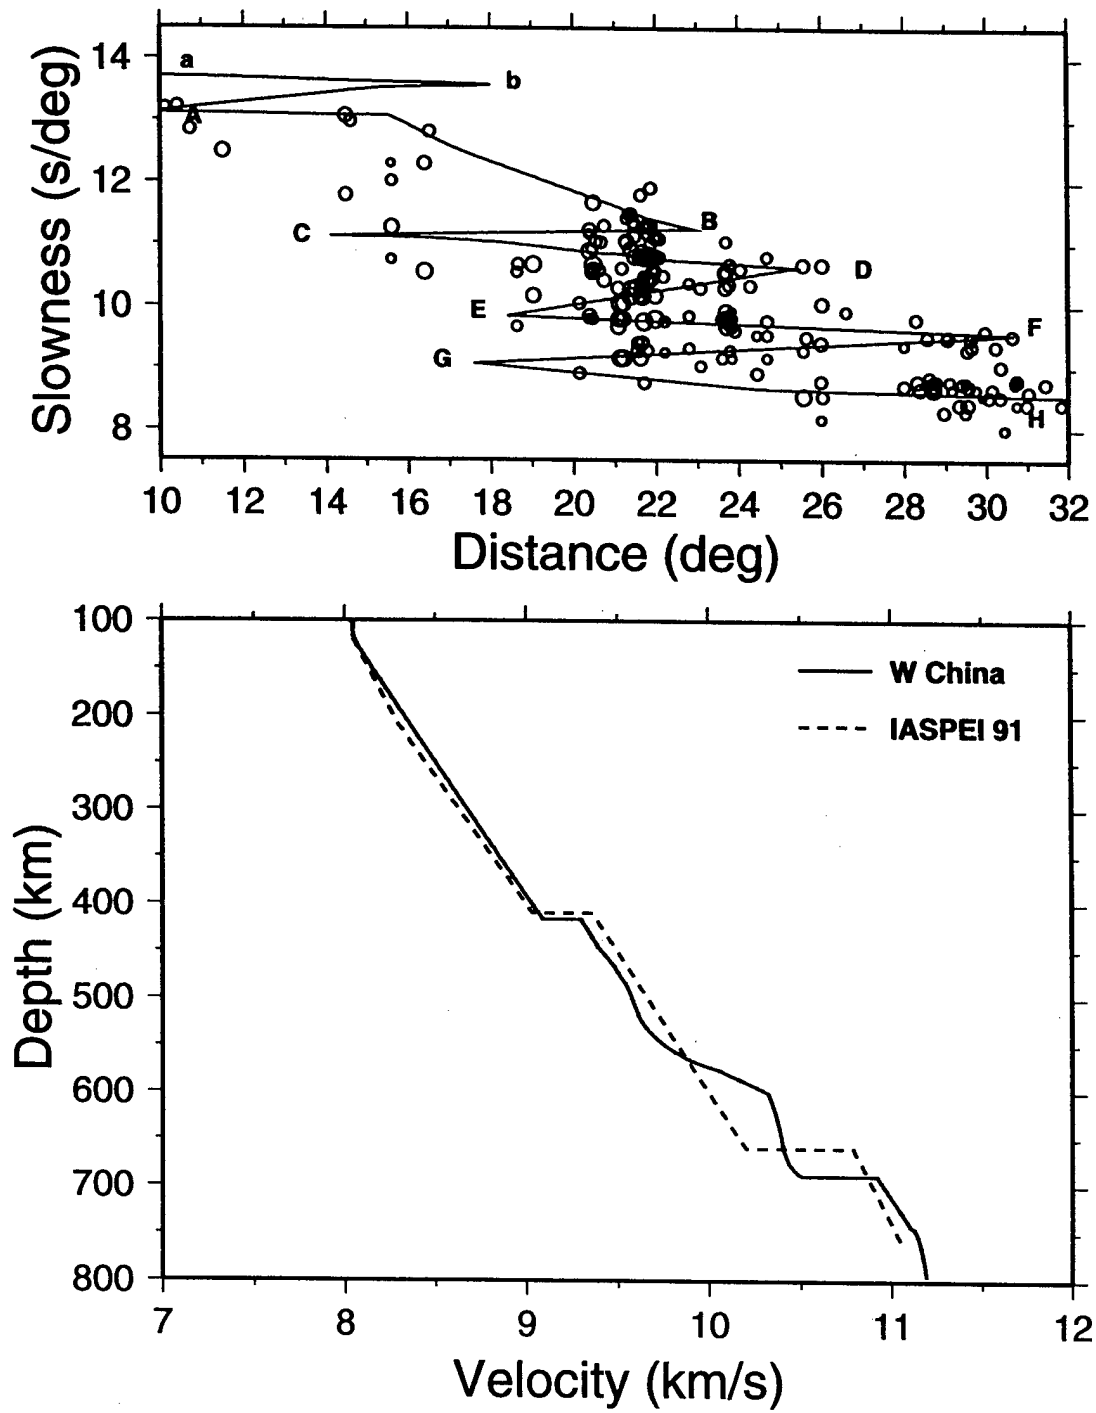 Slowness (s/deg)
14
12
10
8
a
b
A
B
C
D
E
F
G
H
10 12 14 16 18 20 22 24 26 28 30 32
Distance (deg)
Depth (km)
100
200
300
400
500
600
700
800
W China
IASPEI 91
7 8 9 10 11 12
Velocity (km/s)